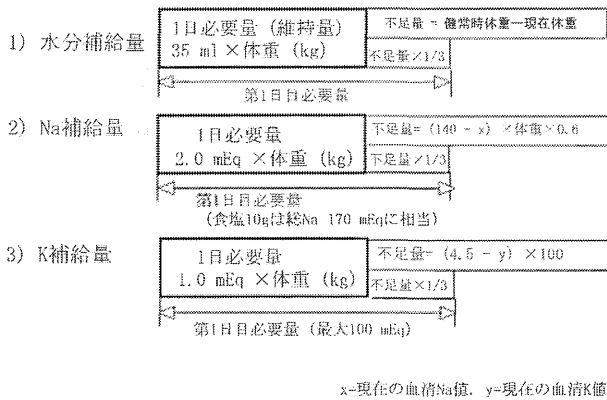 1) 水分補給量
1日必要量 (維持量)
35 ml×体重 (kg)
不足量 = 健常時体重ー現在体重
不足量×1/3
第1日目必要量
2) Na補給量
1日必要量
2.0 mEq ×体重 (kg)
不足量= (140 - x) ×体重×0.6
不足量×1/3
第1日目必要量
(食塩10gは総Na 170 mEqに相当)
3) K補給量
1日必要量
1.0 mEq ×体重 (kg)
不足量= (4.5 - y) ×100
不足量×1/3
第1日目必要量 (最大100 mEq)
x=現在の血清Na値, y=現在の血清K値